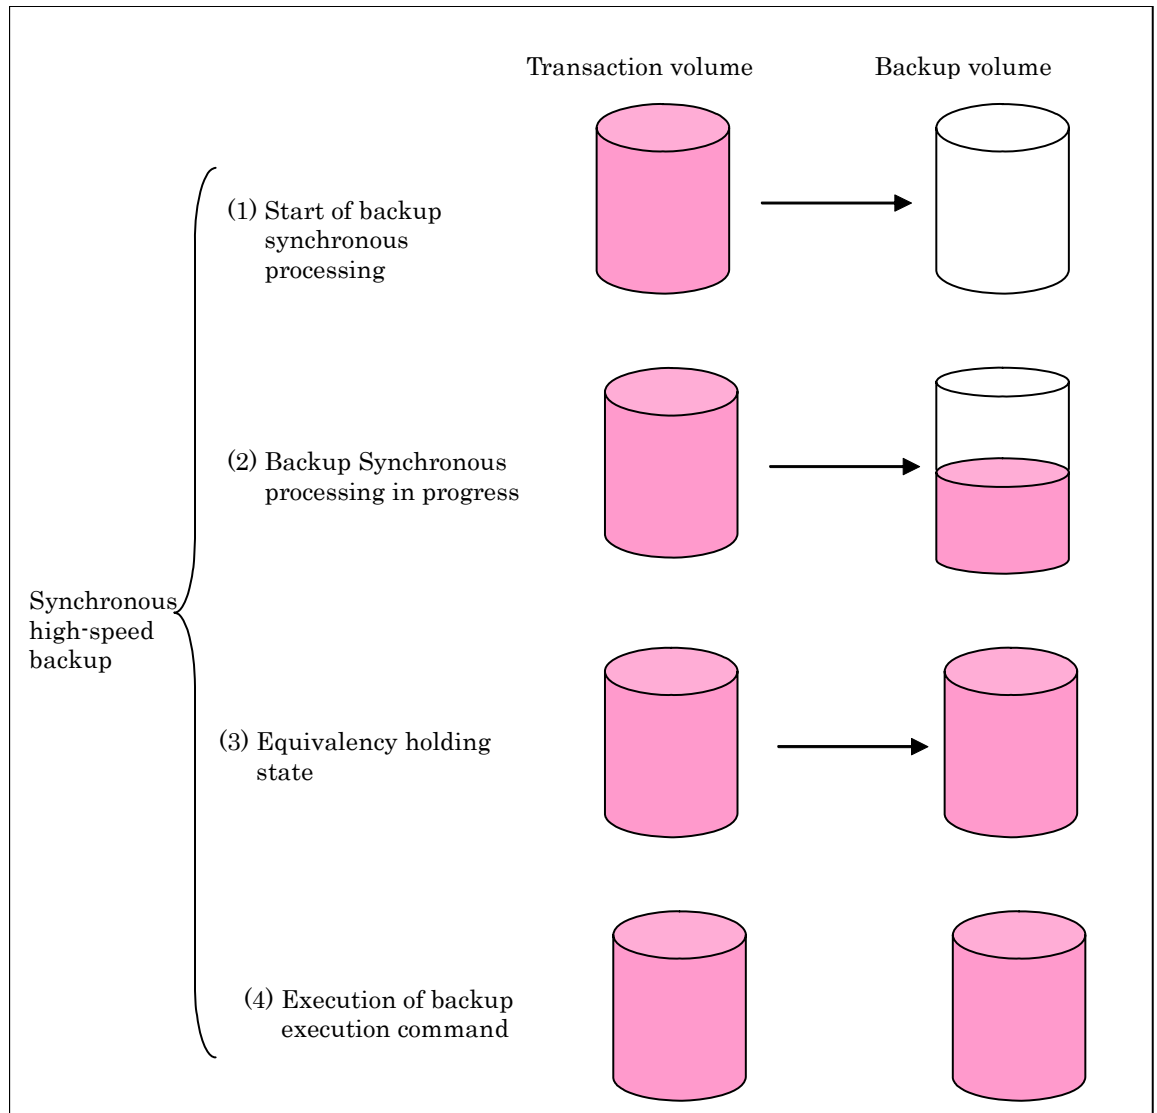 Transaction volume
Backup volume
(1) Start of backup
synchronous
processing
(2) Backup Synchronous
processing in progress
Synchronous
high-speed
backup
(3) Equivalency holding
state
(4) Execution of backup
execution command